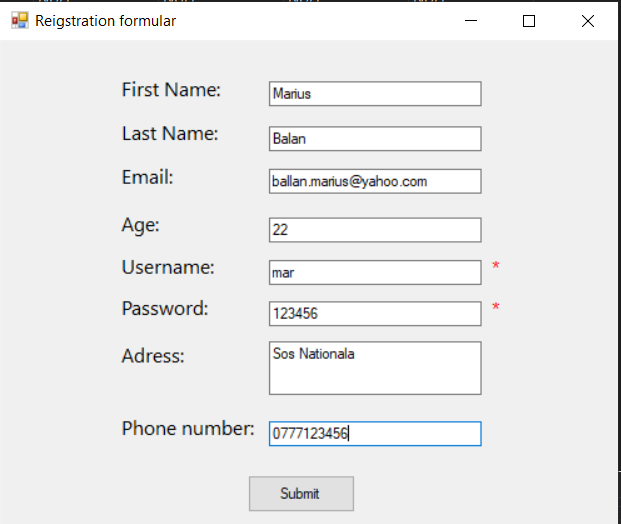 Reigstration formular
First Name: Marius
Last Name: Balan
Email: ballan.marius@yahoo.com
Age: 22
Username: mar *
Password: 123456 *
Adress: Sos Nationala
Phone number: 0777123456
Submit